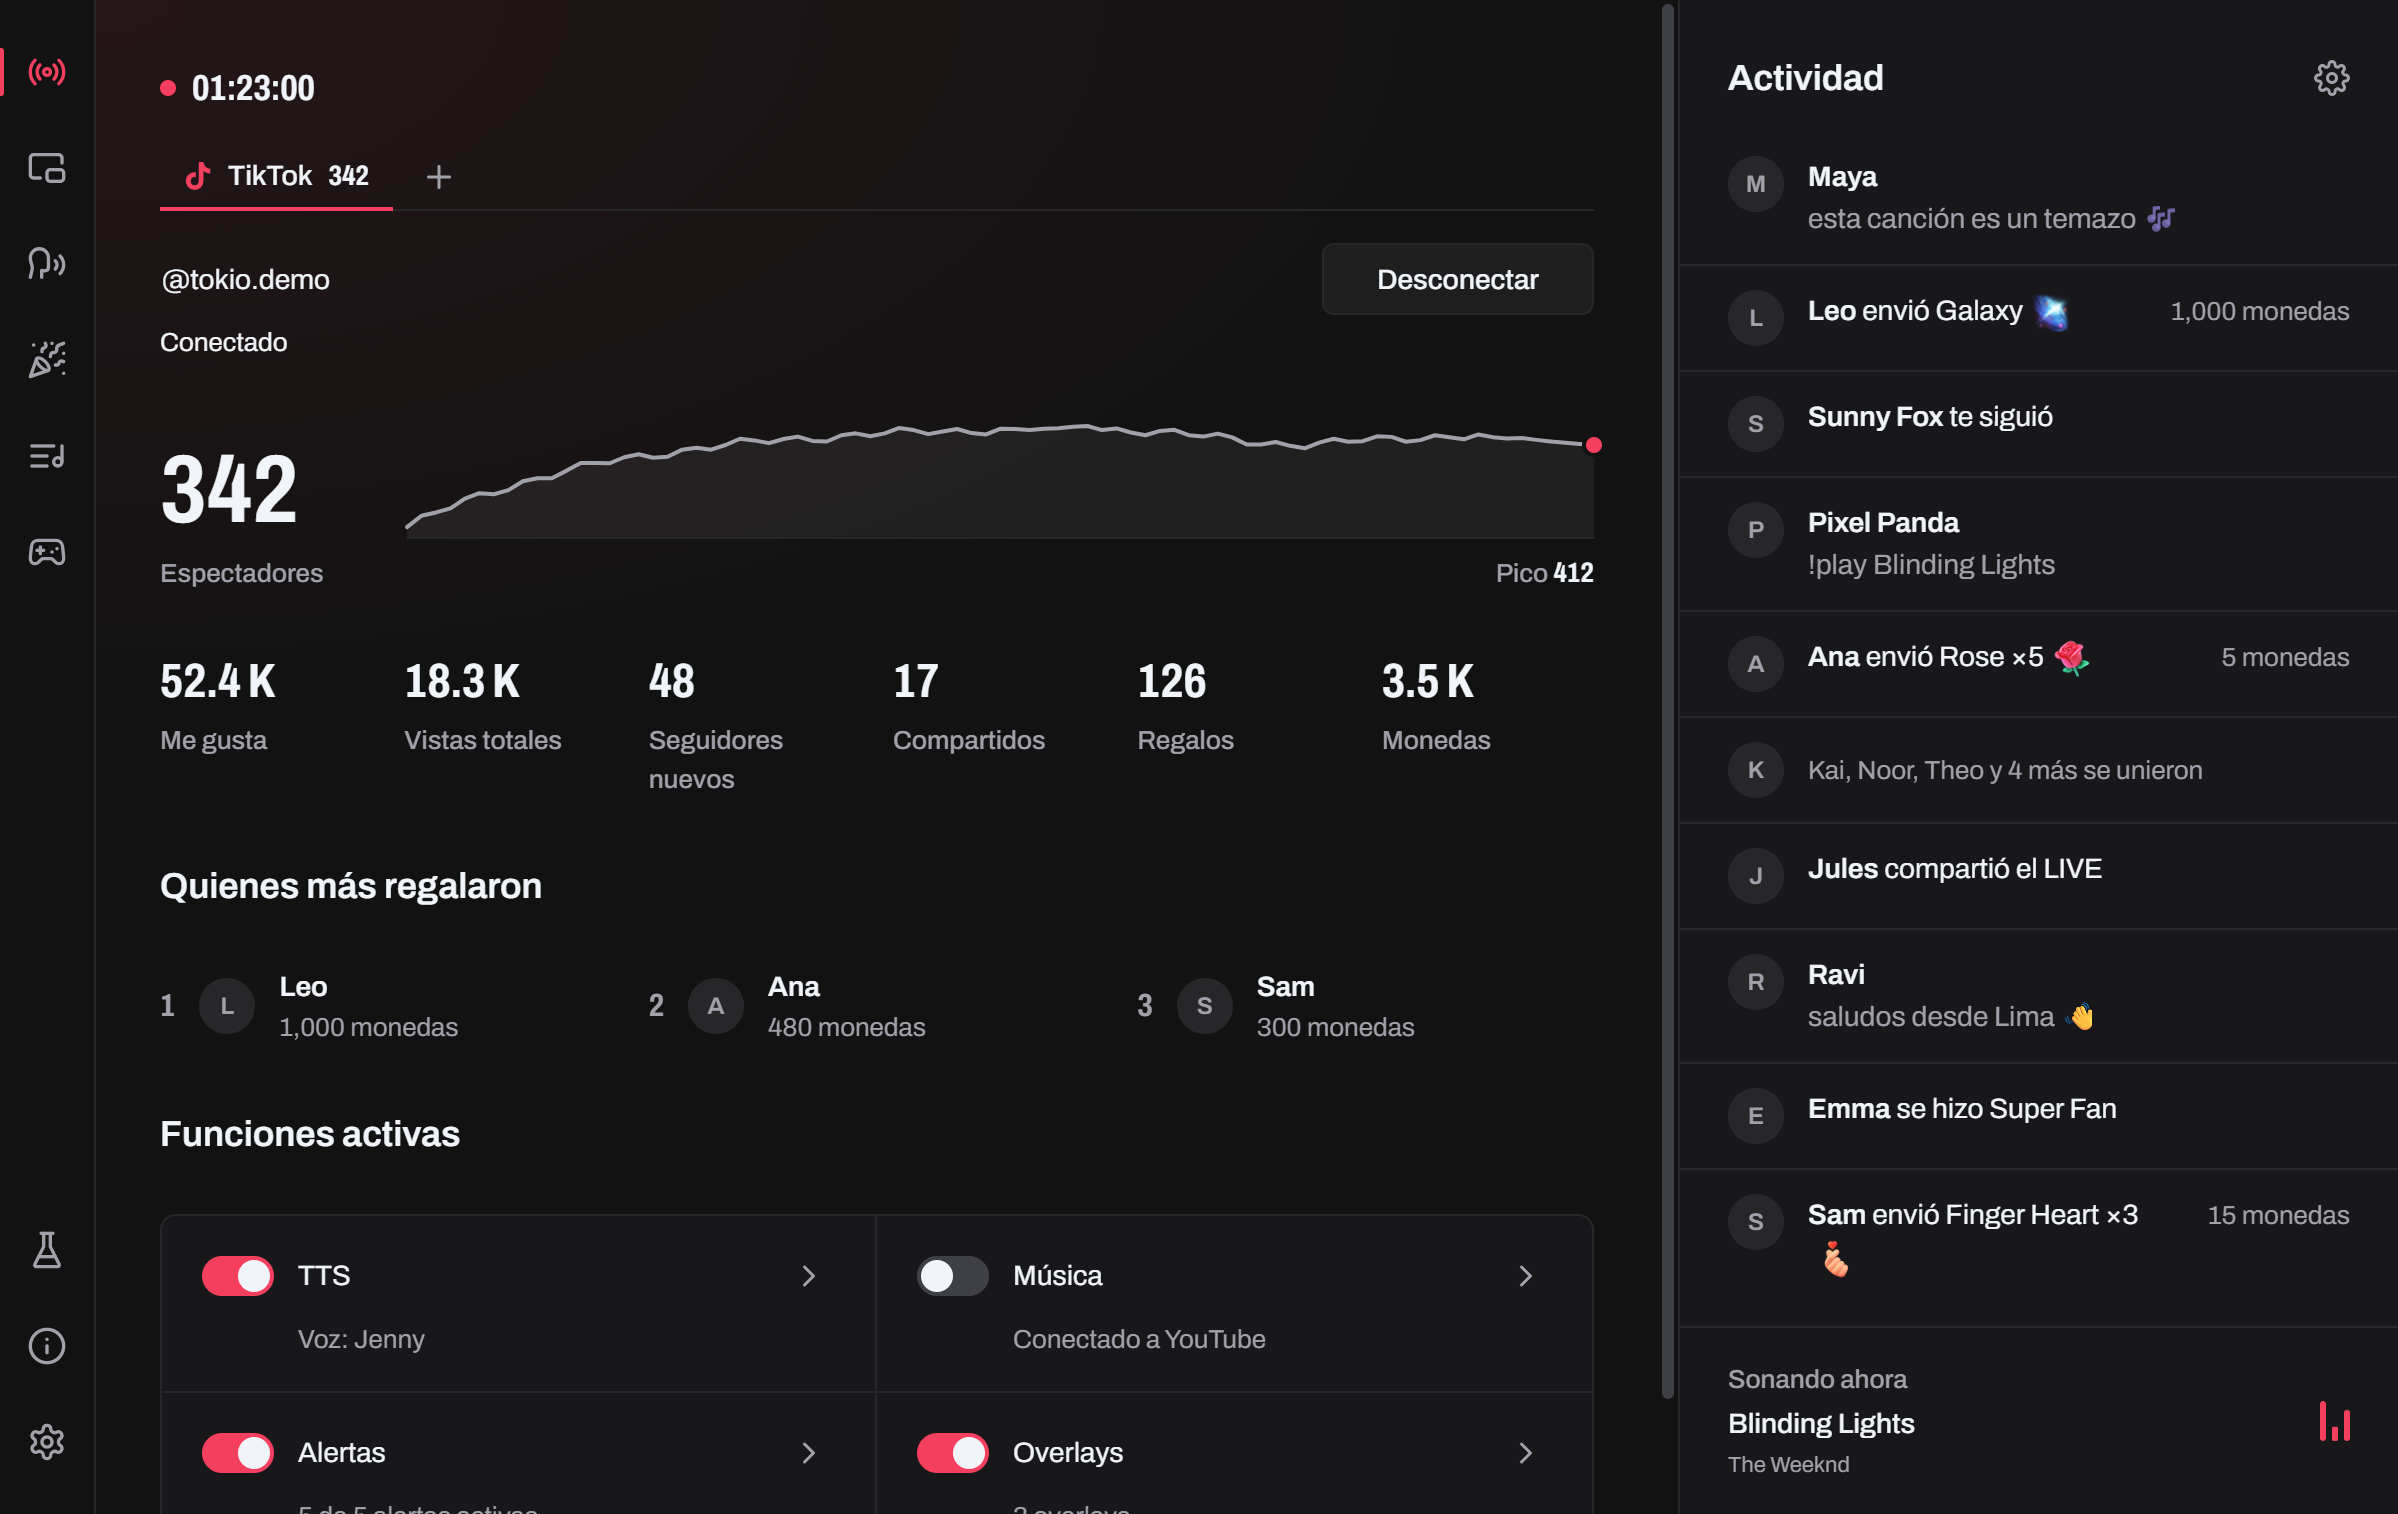 01:23:00
TikTok 342
@tokio.demo
Desconectar
Conectado
342
Espectadores
Pico 412
52.4 K
Me gusta
18.3 K
Vistas totales
48
Seguidores
nuevos
17
Compartidos
126
Regalos
3.5 K
Monedas
Quienes más regalaron
1
L
Leo
1,000 monedas
2
A
Ana
480 monedas
3
S
Sam
300 monedas
Funciones activas
TTS
Voz: Jenny
Música
Conectado a YouTube
Alertas
5 de 5 alertas activas
Overlays
Actividad
M
Maya
esta canción es un temazo 🎶
L
Leo envió Galaxy
1,000 monedas
S
Sunny Fox te siguió
P
Pixel Panda
!play Blinding Lights
A
Ana envió Rose ×5
5 monedas
K
Kai, Noor, Theo y 4 más se unieron
J
Jules compartió el LIVE
R
Ravi
saludos desde Lima 👋
E
Emma se hizo Super Fan
S
Sam envió Finger Heart ×3
15 monedas
Sonando ahora
Blinding Lights
The Weeknd